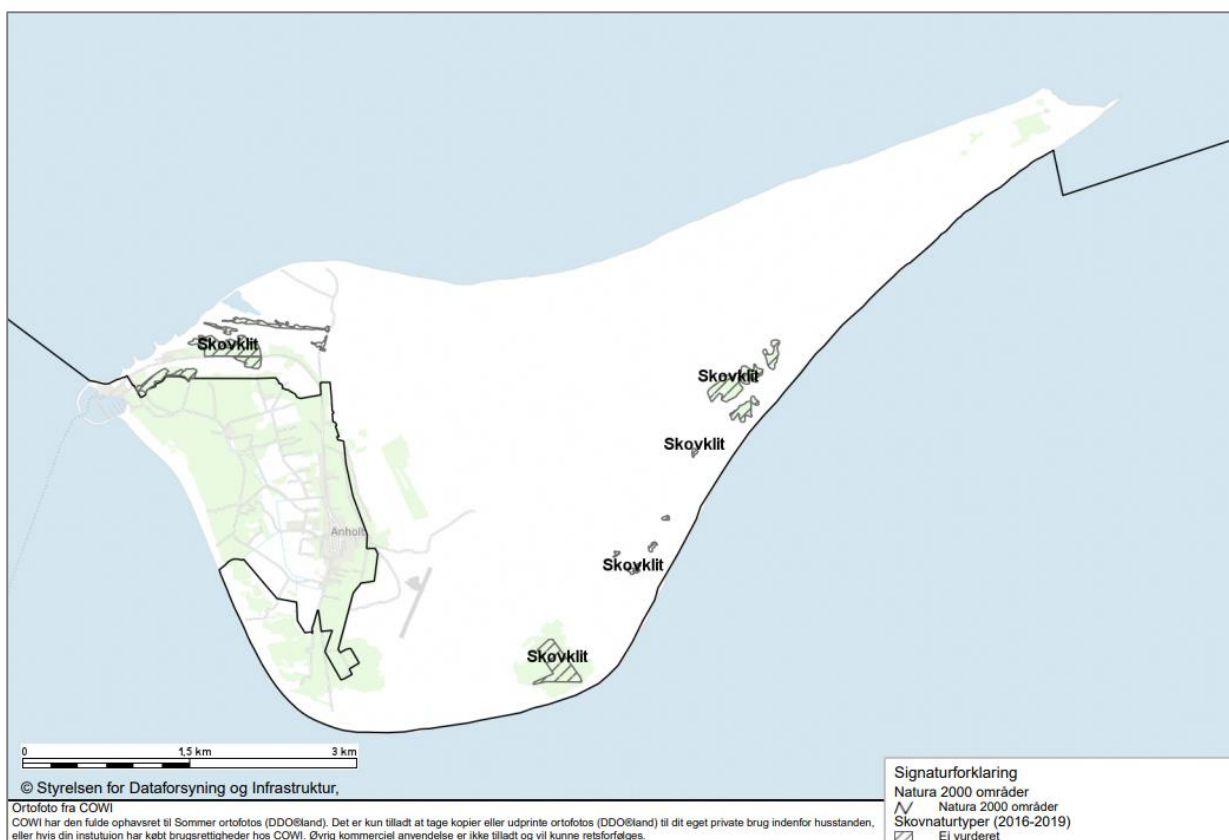 Skovklit
Skovklit
Skovklit
Anholt
Skovklit
Skovklit
0 1,5 km 3 km
© Styrelsen for Dataforsyning og Infrastruktur,
Ortofoto fra COWI
COWI har den fulde ophavsret til Sommer ortofotos (DDO®land). Det er kun tilladt at tage kopier eller udprinte ortofotos (DDO®land) til dit eget private brug indenfor husstanden,
eller hvis din instutuion har købt brugsrettigheder hos COWI. Øvrig kommerciel anvendelse er ikke tilladt og vil kunne retsforfølges.
Signaturforklaring
Natura 2000 områder
Natura 2000 områder
Skovnaturtyper (2016-2019)
Ej vurderet